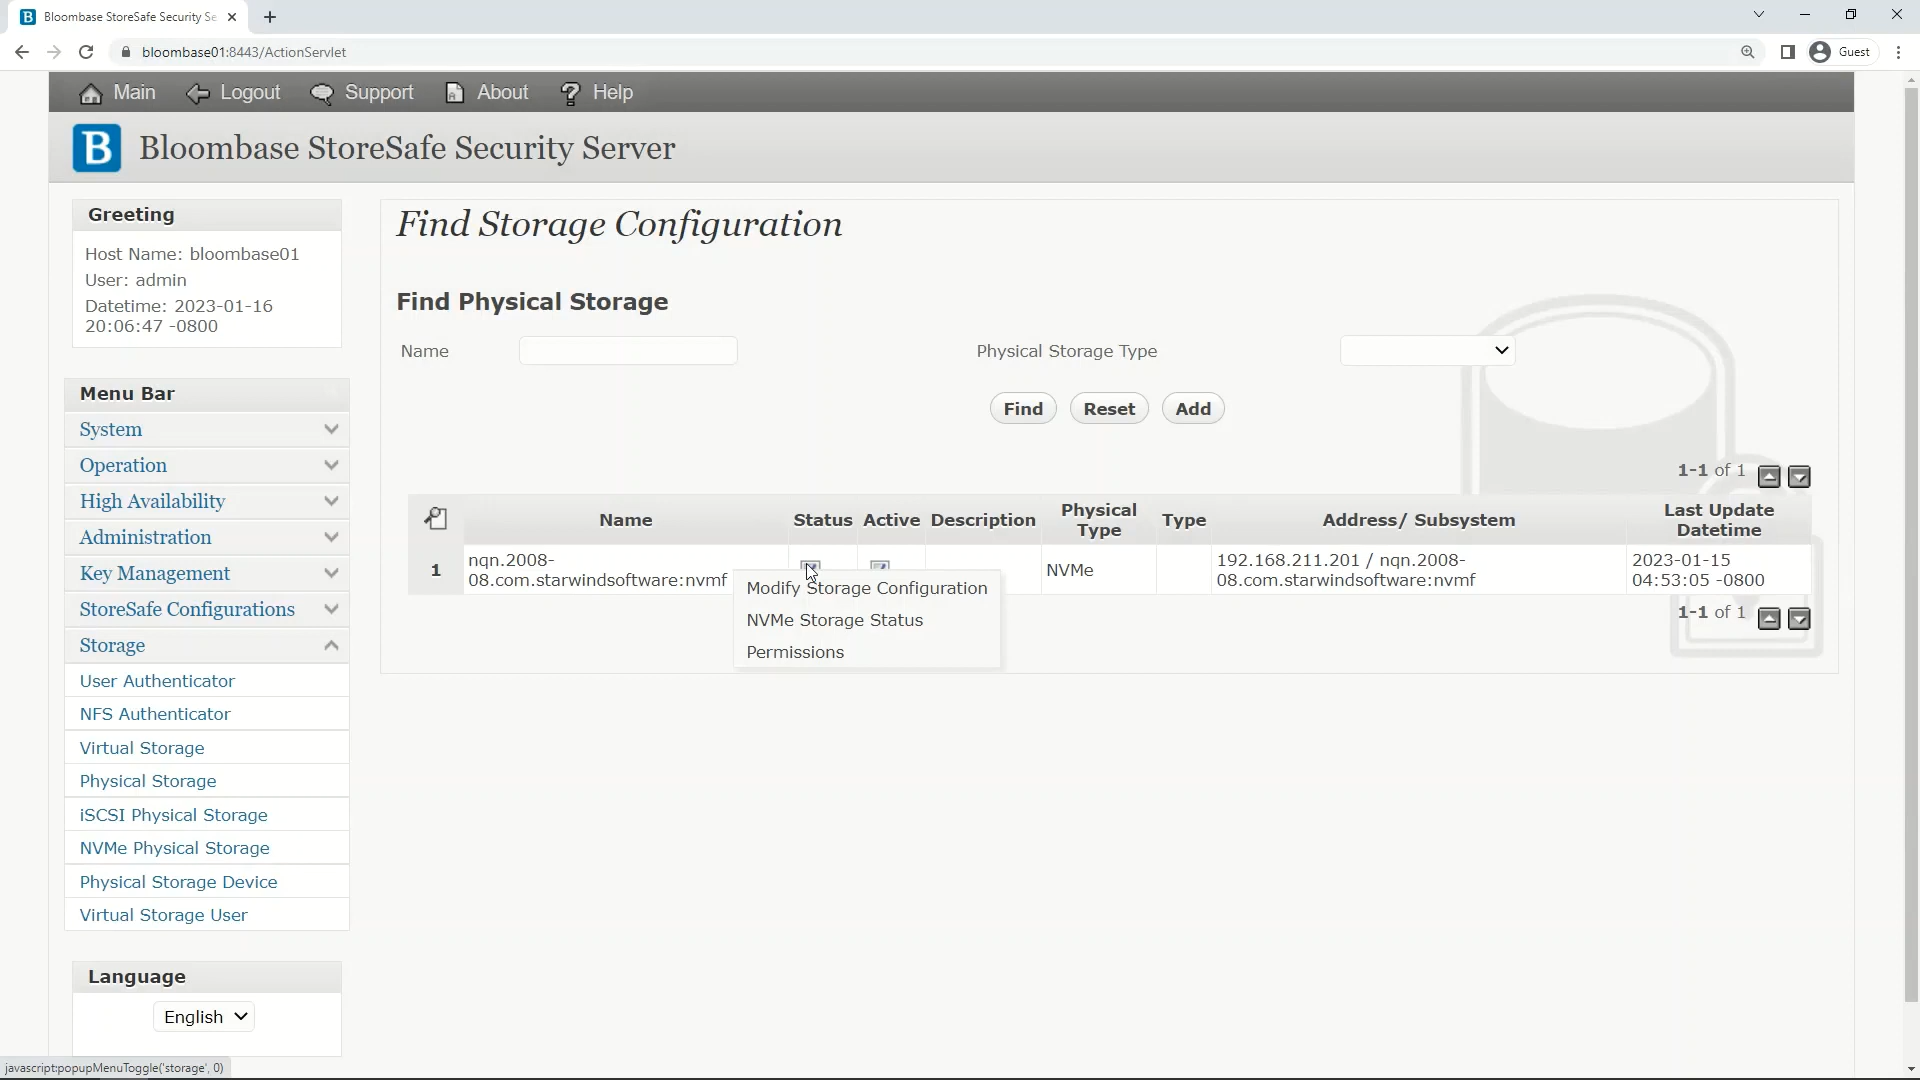 Bloombase StoreSafe Security Se
bloombase01:8443/ActionServlet
Guest
Main
Logout
Support
About
Help
B
Bloombase StoreSafe Security Server
Greeting
Host Name: bloombase01
User: admin
Datetime: 2023-01-16
20:06:47 -0800
Menu Bar
System
Operation
High Availability
Administration
Key Management
StoreSafe Configurations
Storage
User Authenticator
NFS Authenticator
Virtual Storage
Physical Storage
iSCSI Physical Storage
NVMe Physical Storage
Physical Storage Device
Virtual Storage User
Language
English
Find Storage Configuration
Find Physical Storage
Name
Physical Storage Type
Find
Reset
Add
1-1 of 1
Name
Status
Active
Description
Physical
Type
Type
Address/ Subsystem
Last Update
Datetime
1
nqn.2008-
08.com.starwindsoftware:nvmf
NVMe
192.168.211.201 / nqn.2008-
08.com.starwindsoftware:nvmf
2023-01-15
04:53:05 -0800
Modify Storage Configuration
NVMe Storage Status
Permissions
1-1 of 1
javascript:popupMenuToggle('storage', 0)